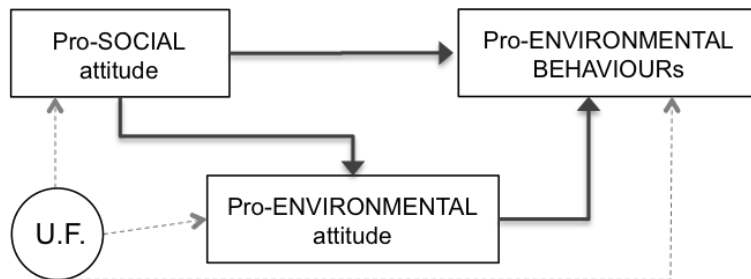 Pro-SOCIAL
attitude
Pro-ENVIRONMENTAL
BEHAVIOURs
Pro-ENVIRONMENTAL
attitude
U.F.